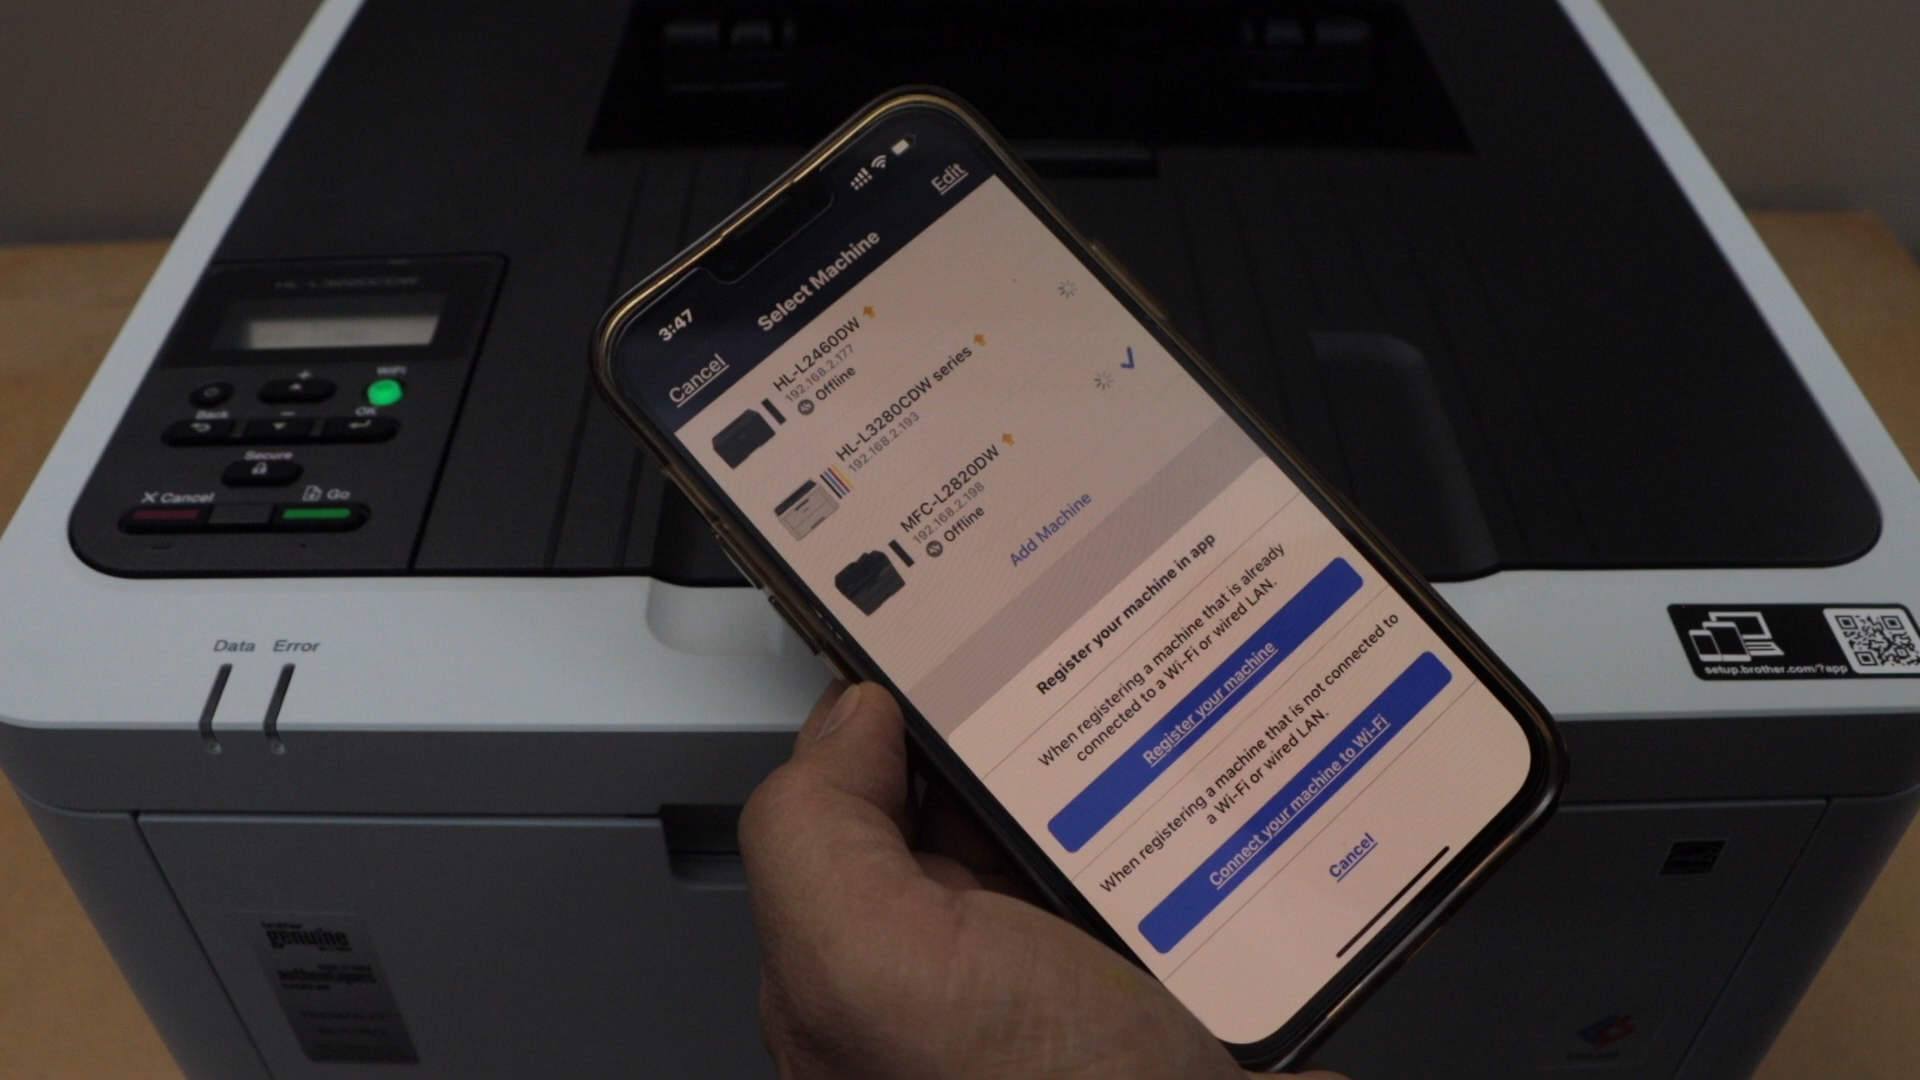 3:47
Edit
Cancel
Select Machine
HL-L2460DW
192.168.2.177
Offline
HL-L3280CDW series
192.168.2.193
MFC-L2820DW
192.168.2.198
Offline
Add Machine
Register your machine in app
When registering a machine that is already
connected to a Wi-Fi or wired LAN.
Register your machine
When registering a machine that is not connected to
a Wi-Fi or wired LAN.
Connect your machine to Wi-Fi
Cancel
WiFi
Back
OK
Secure
X Cancel
Go
Data Error
setup.brother.com/?app
brother
genuine